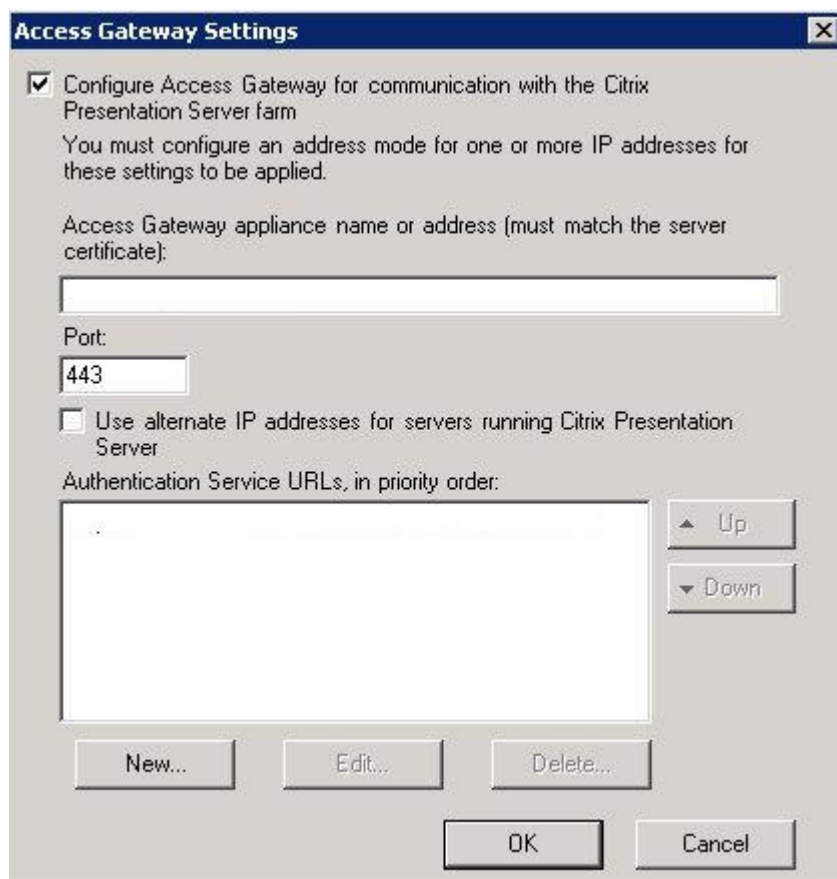 Access Gateway Settings
Configure Access Gateway for communication with the Citrix
Presentation Server farm
You must configure an address mode for one or more IP addresses for
these settings to be applied.
Access Gateway appliance name or address (must match the server
certificate):
Port:
443
Use alternate IP addresses for servers running Citrix Presentation
Server
Authentication Service URLs, in priority order:
Up
Down
New...
Edit...
Delete...
OK
Cancel